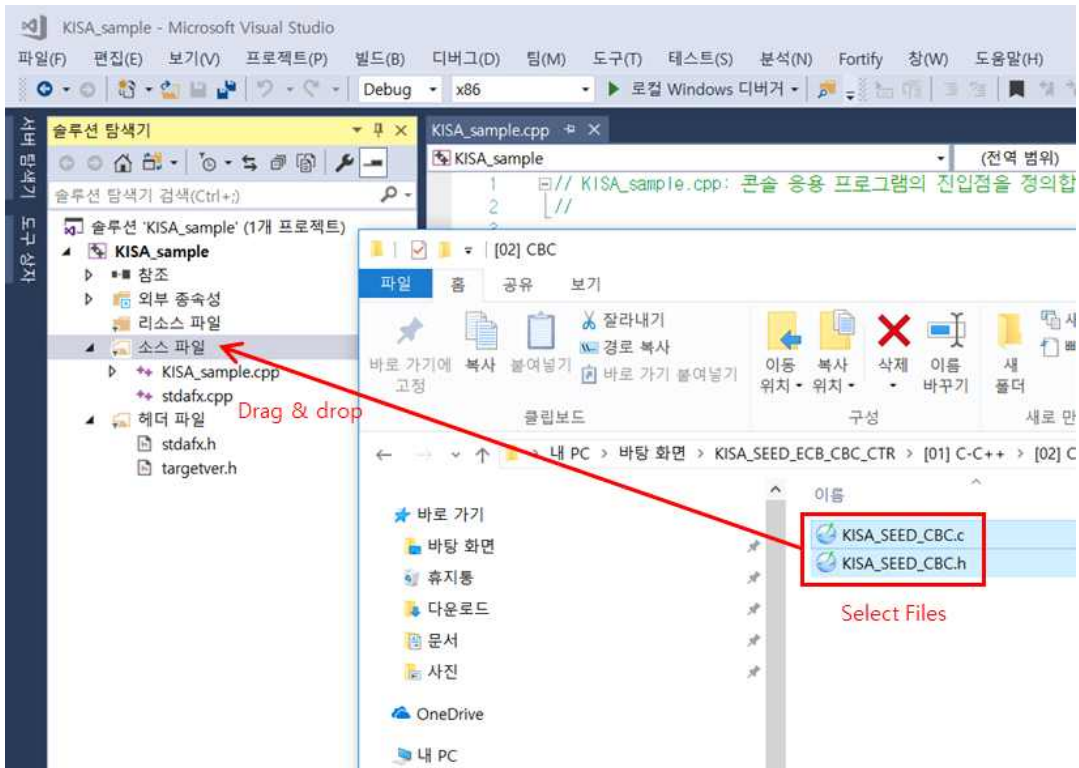 KISA_sample - Microsoft Visual Studio
파일(F) 편집(E) 보기(V) 프로젝트(P) 빌드(B) 디버그(D) 팀(M) 도구(T) 테스트(S) 분석(N) Fortify 창(W) 도움말(H)
Debug x86 로컬 Windows 디버거
서버 탐색기
도구 상자
솔루션 탐색기
솔루션 탐색기 검색(Ctrl+;)
솔루션 'KISA_sample' (1개 프로젝트)
KISA_sample
참조
외부 종속성
리소스 파일
소스 파일
KISA_sample.cpp
stdafx.cpp
헤더 파일
stdafx.h
targetver.h
Drag & drop
KISA_sample.cpp
KISA_sample (전역 범위)
1 // KISA_sample.cpp: 콘솔 응용 프로그램의 진입점을 정의합
2 //
[02] CBC
파일 홈 공유 보기
바로 가기에 고정
복사
붙여넣기
잘라내기
경로 복사
바로 가기 붙여넣기
클립보드
이동 위치
복사 위치
삭제
이름 바꾸기
구성
새 폴더
새로 만
내 PC > 바탕 화면 > KISA_SEED_ECB_CBC_CTR > [01] C-C++ > [02] C
바로 가기
바탕 화면
휴지통
다운로드
문서
사진
OneDrive
내 PC
이름
KISA_SEED_CBC.c
KISA_SEED_CBC.h
Select Files